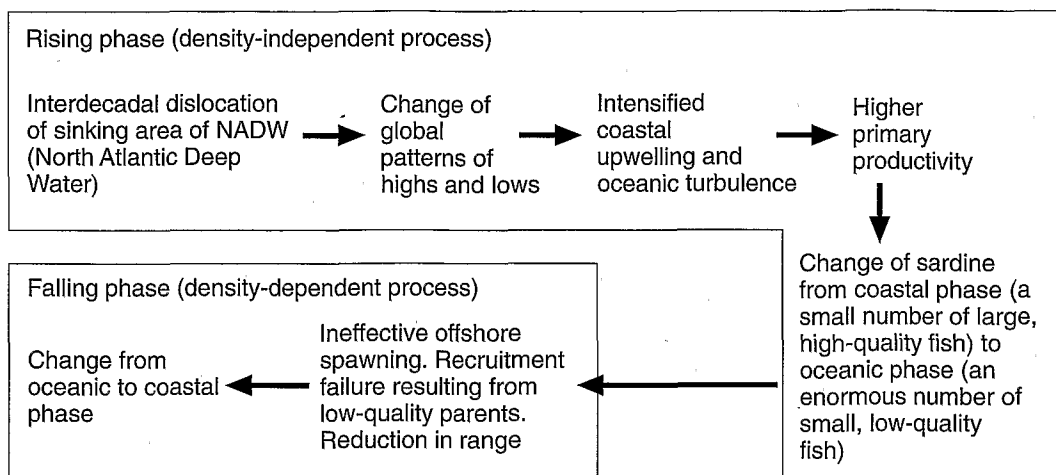 Rising phase (density-independent process)
Interdecadal dislocation
of sinking area of NADW
(North Atlantic Deep
Water)
Change of
global
patterns of
highs and lows
Intensified
coastal
upwelling and
oceanic turbulence
Higher
primary
productivity
Change of sardine
from coastal phase (a
small number of large,
high-quality fish) to
oceanic phase (an
enormous number of
small, low-quality
fish)
Falling phase (density-dependent process)
Ineffective offshore
spawning. Recruitment
failure resulting from
low-quality parents.
Reduction in range
Change from
oceanic to coastal
phase